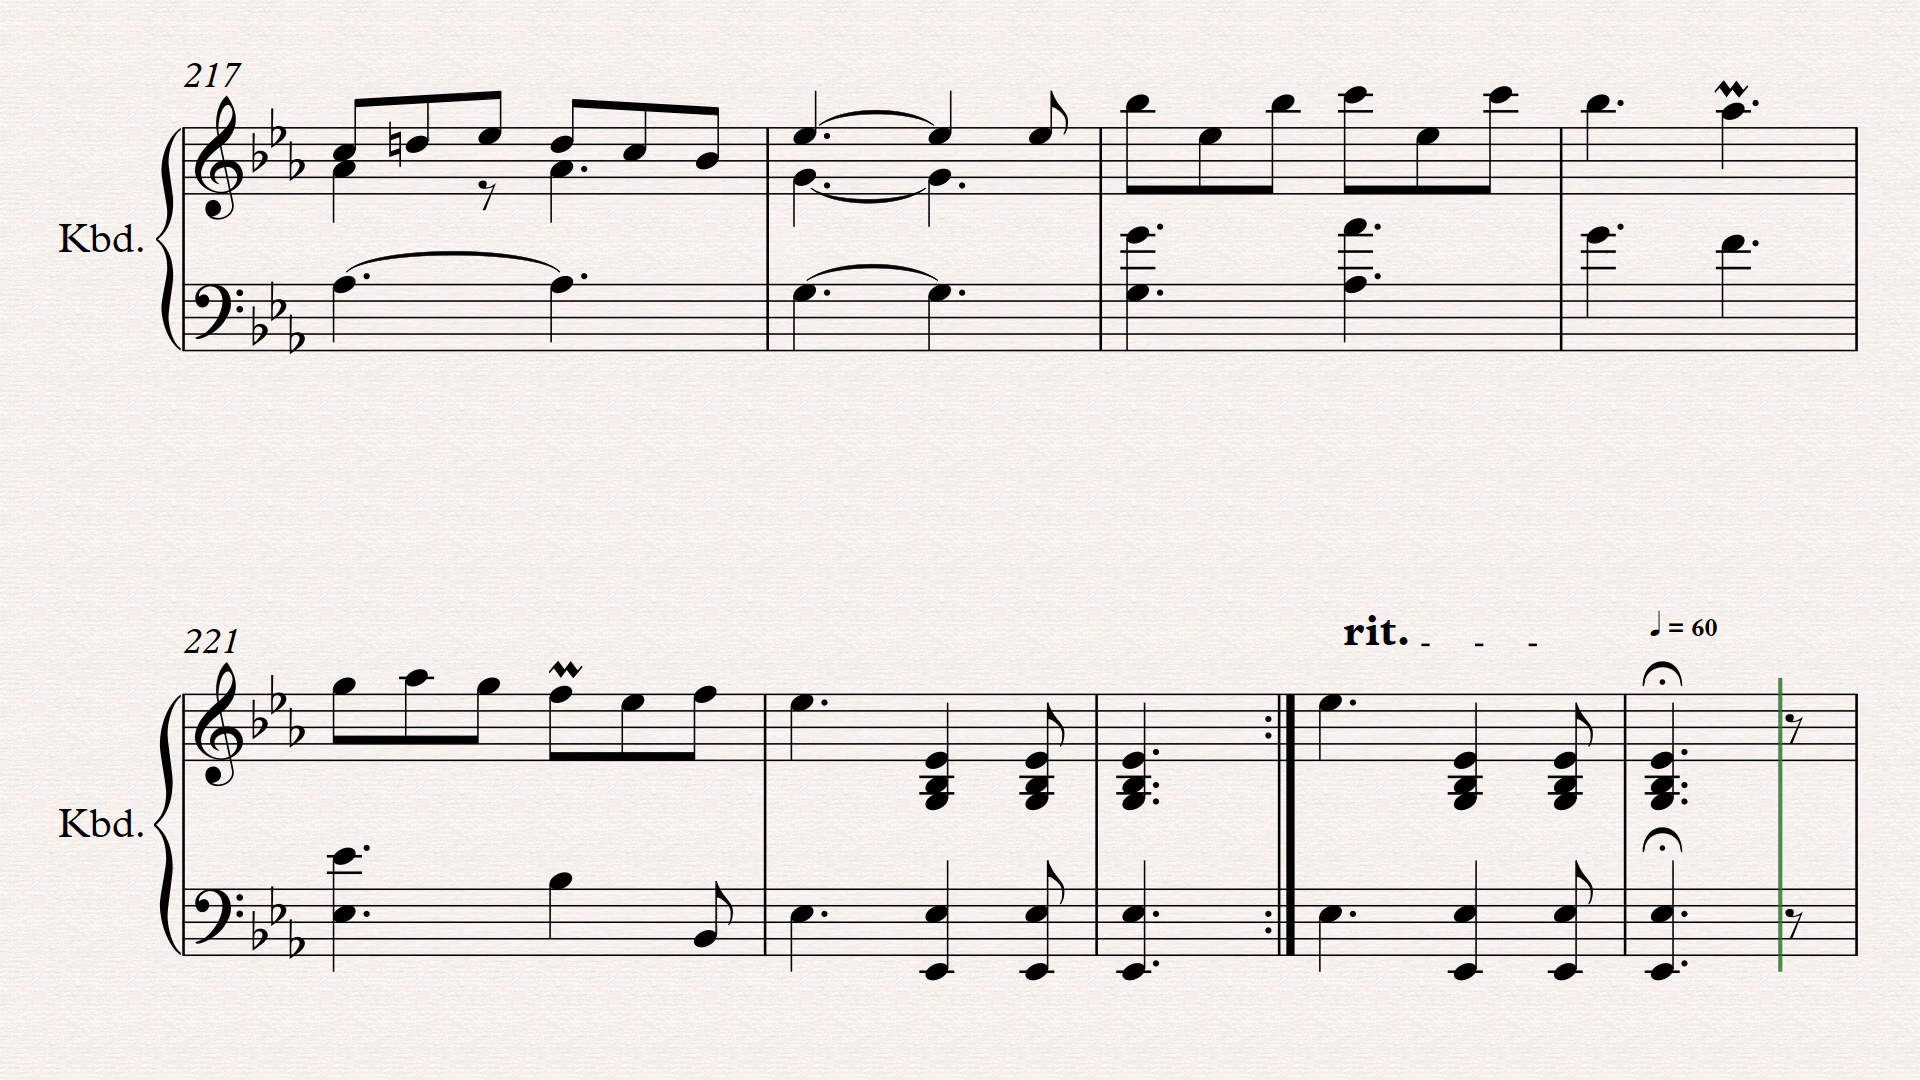 217
Kbd.
rit. - - -
♩ = 60
221
Kbd.